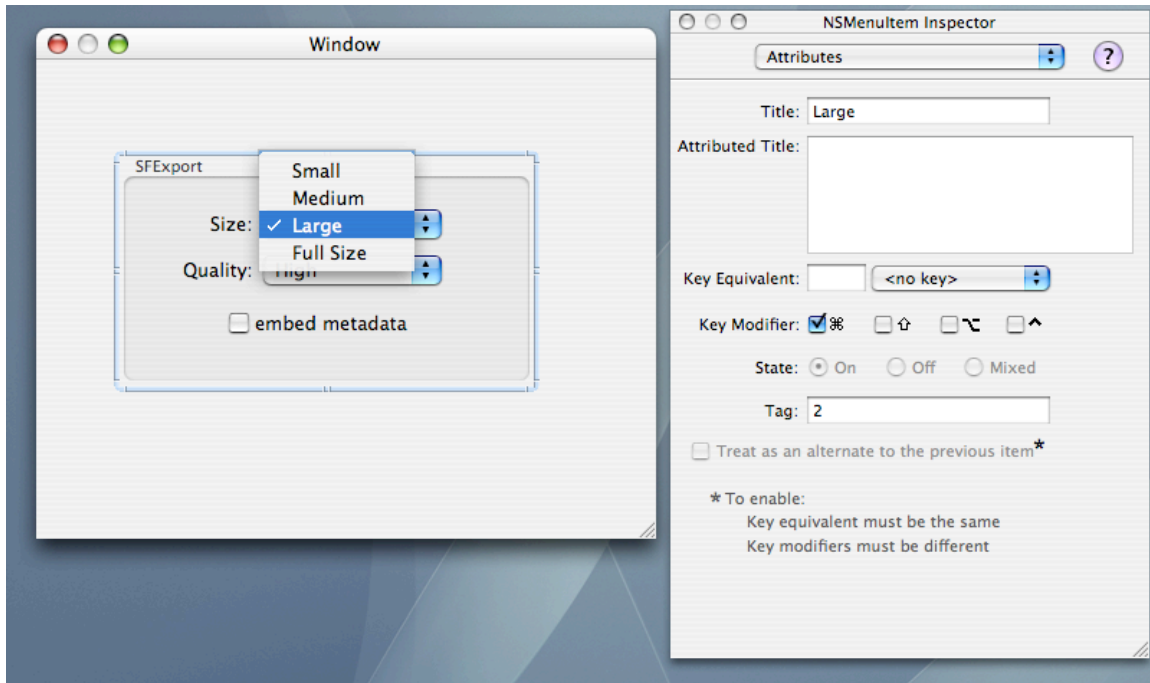 Window
SFExport
Small
Medium
Size: ✓ Large
Full Size
Quality: High
embed metadata
NSMenuItem Inspector
Attributes
?
Title: Large
Attributed Title:
Key Equivalent: <no key>
Key Modifier: ⌘ ⇧ ⌥ ^
State: On Off Mixed
Tag: 2
Treat as an alternate to the previous item*
* To enable:
Key equivalent must be the same
Key modifiers must be different